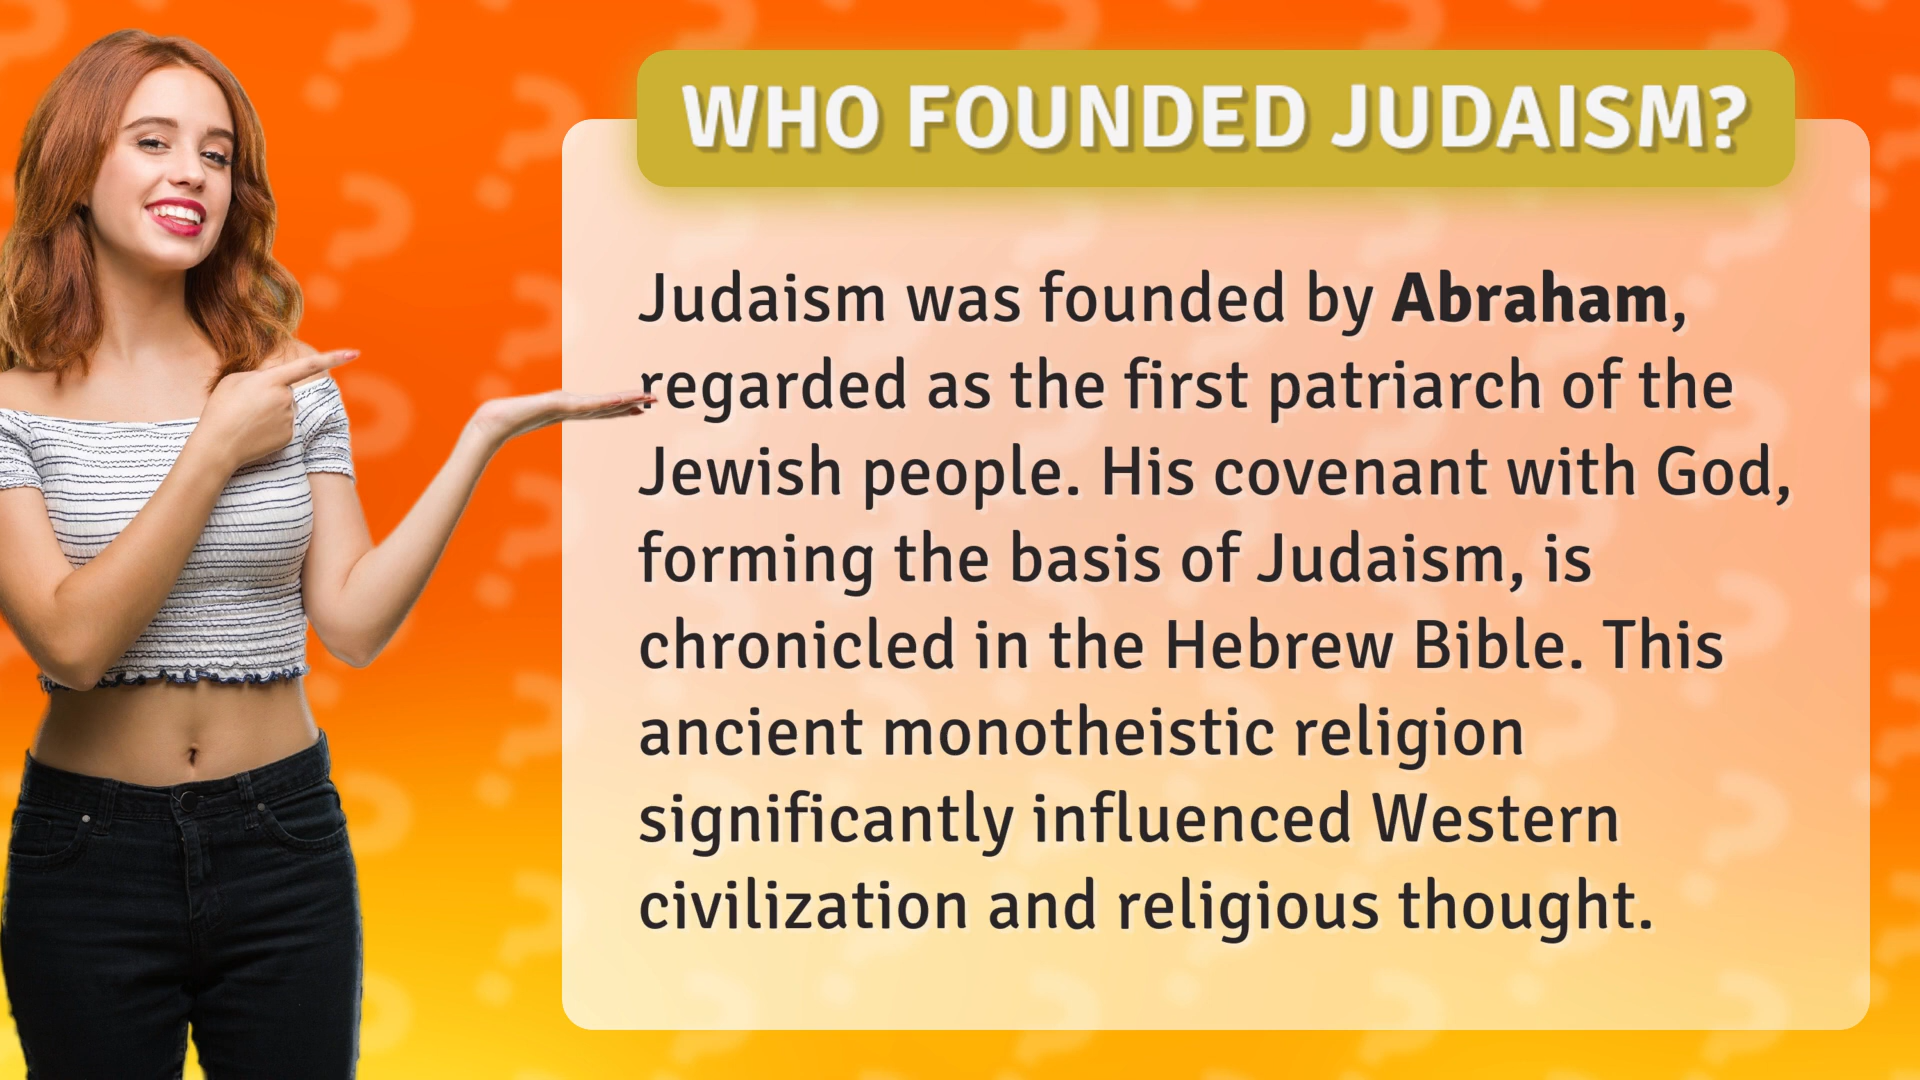 WHO FOUNDED JUDAISM?
Judaism was founded by Abraham,
regarded as the first patriarch of the
Jewish people. His covenant with God,
forming the basis of Judaism, is
chronicled in the Hebrew Bible. This
ancient monotheistic religion
significantly influenced Western
civilization and religious thought.